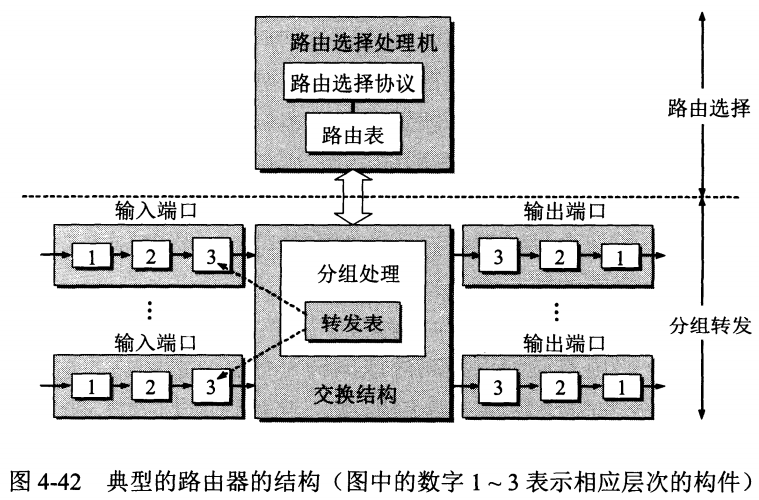 路由选择处理机
路由选择协议
路由表
路由选择
输入端口
1 2 3
⋮
输入端口
1 2 3
分组处理
转发表
交换结构
输出端口
3 2 1
⋮
输出端口
3 2 1
分组转发
图 4-42 典型的路由器的结构（图中的数字 1 ~ 3 表示相应层次的构件）